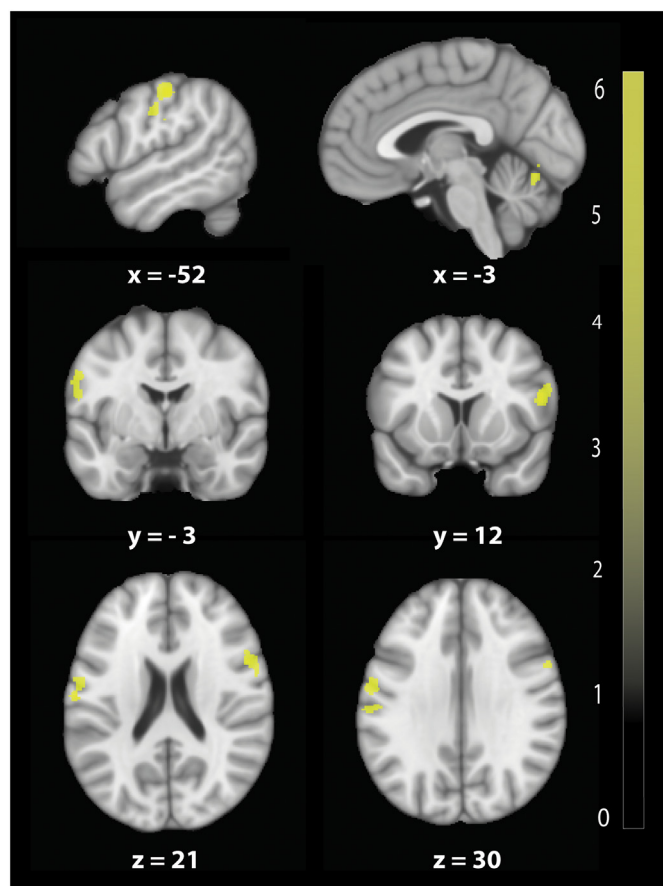 6
5
x = -52
x = -3
4
3
y = - 3
y = 12
2
1
0
z = 21
z = 30